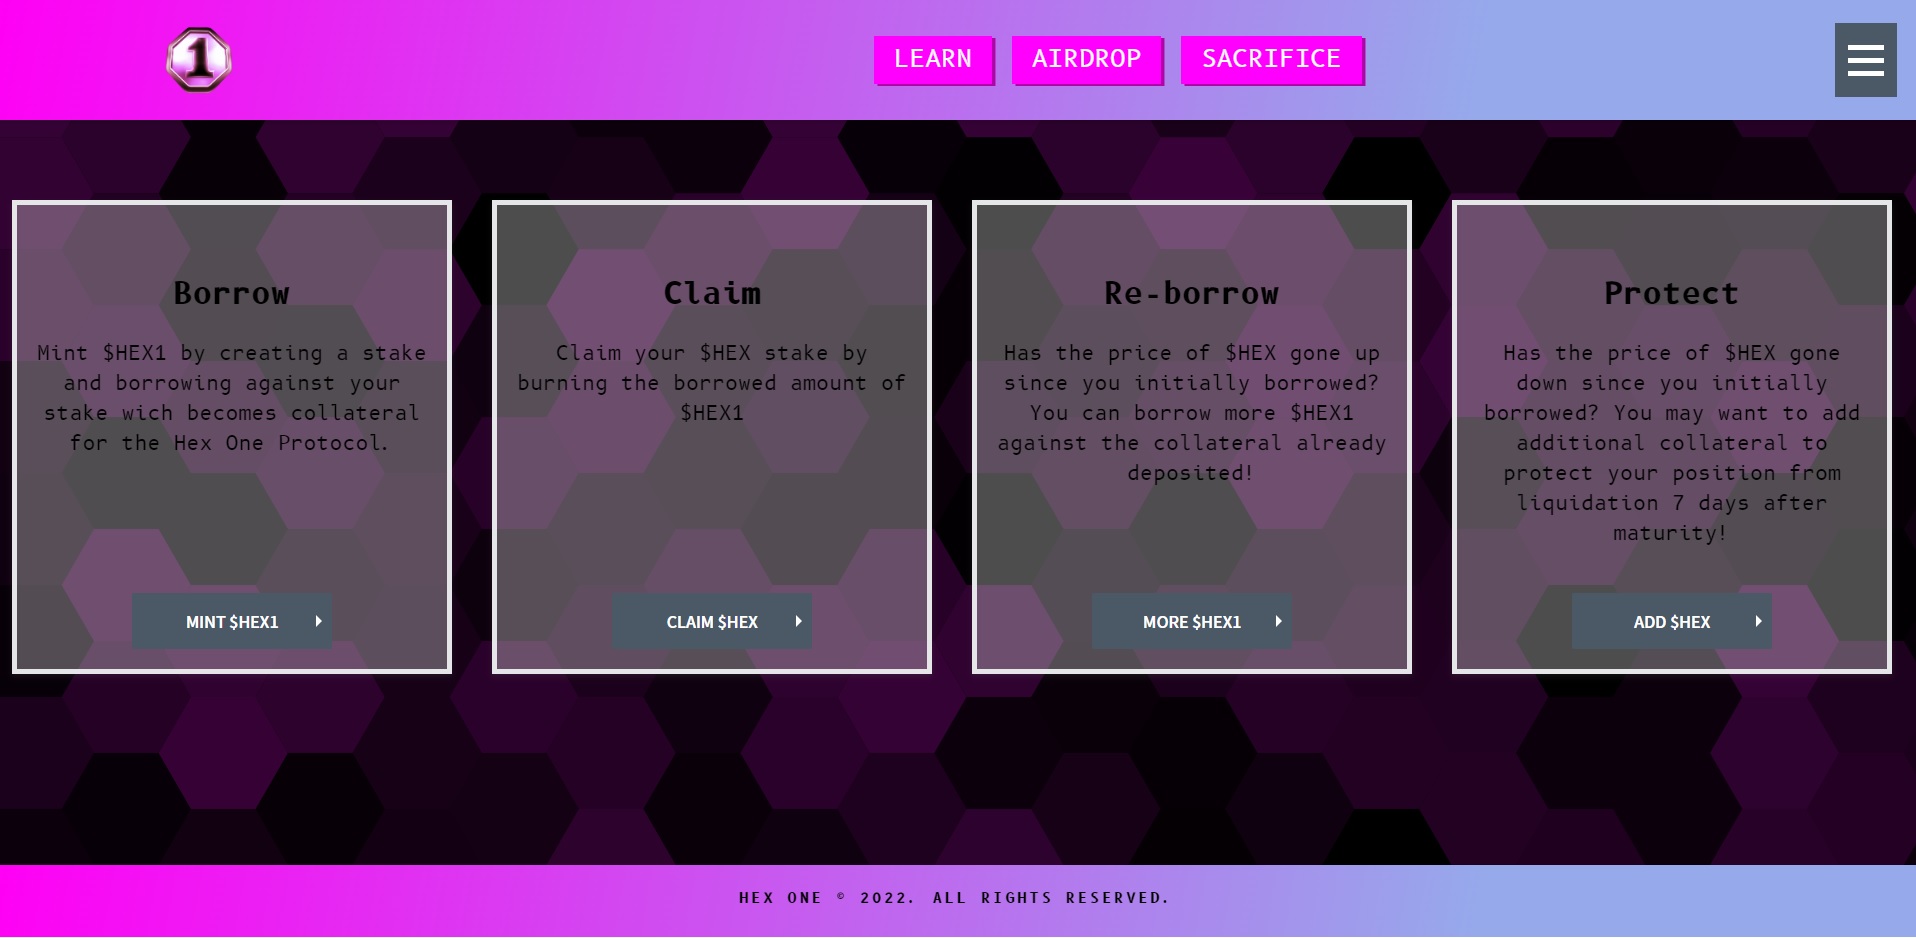 1
LEARN
AIRDROP
SACRIFICE
Borrow
Mint $HEX1 by creating a stake
and borrowing against your
stake wich becomes collateral
for the Hex One Protocol.
MINT $HEX1
Claim
Claim your $HEX stake by
burning the borrowed amount of
$HEX1
CLAIM $HEX
Re-borrow
Has the price of $HEX gone up
since you initially borrowed?
You can borrow more $HEX1
against the collateral already
deposited!
MORE $HEX1
Protect
Has the price of $HEX gone
down since you initially
borrowed? You may want to add
additional collateral to
protect your position from
liquidation 7 days after
maturity!
ADD $HEX
HEX ONE © 2022. ALL RIGHTS RESERVED.